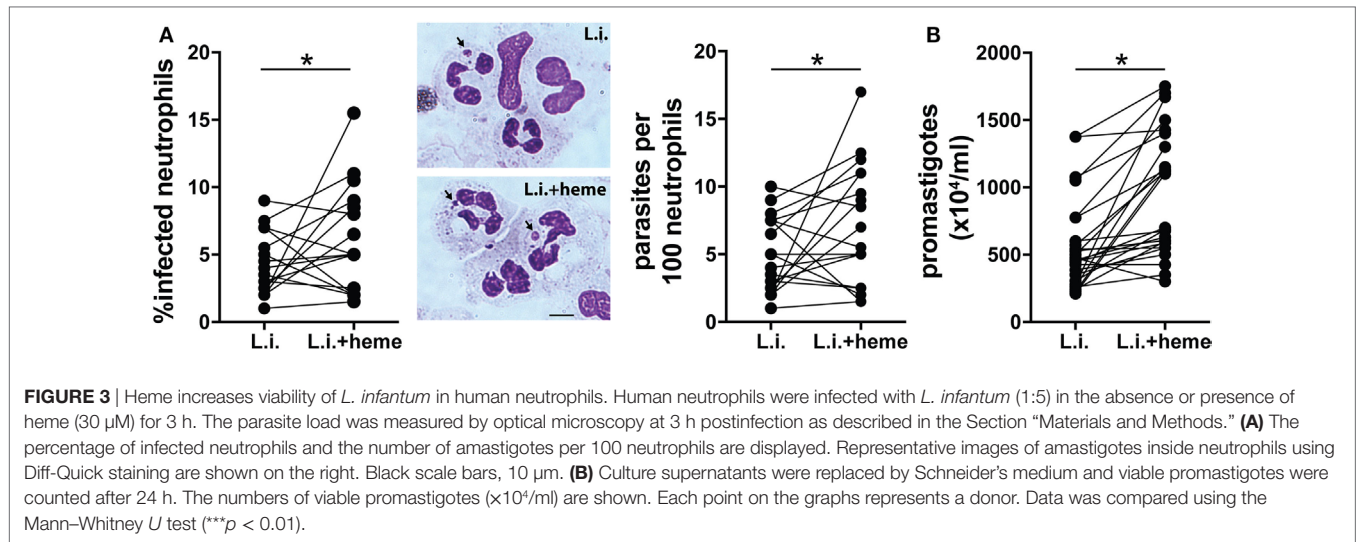 A
%infected neutrophils
20
15
10
5
0
*
L.i.
L.i.+heme
L.i.
L.i.+heme
parasites per
100 neutrophils
20
15
10
5
0
*
L.i.
L.i.+heme
B
promastigotes
(x10⁴/ml)
2000
1500
1000
500
0
*
L.i.
L.i.+heme
FIGURE 3 | Heme increases viability of L. infantum in human neutrophils. Human neutrophils were infected with L. infantum (1:5) in the absence or presence of
heme (30 µM) for 3 h. The parasite load was measured by optical microscopy at 3 h postinfection as described in the Section “Materials and Methods.” (A) The
percentage of infected neutrophils and the number of amastigotes per 100 neutrophils are displayed. Representative images of amastigotes inside neutrophils using
Diff-Quick staining are shown on the right. Black scale bars, 10 µm. (B) Culture supernatants were replaced by Schneider’s medium and viable promastigotes were
counted after 24 h. The numbers of viable promastigotes (×10⁴/ml) are shown. Each point on the graphs represents a donor. Data was compared using the
Mann–Whitney U test (***p < 0.01).